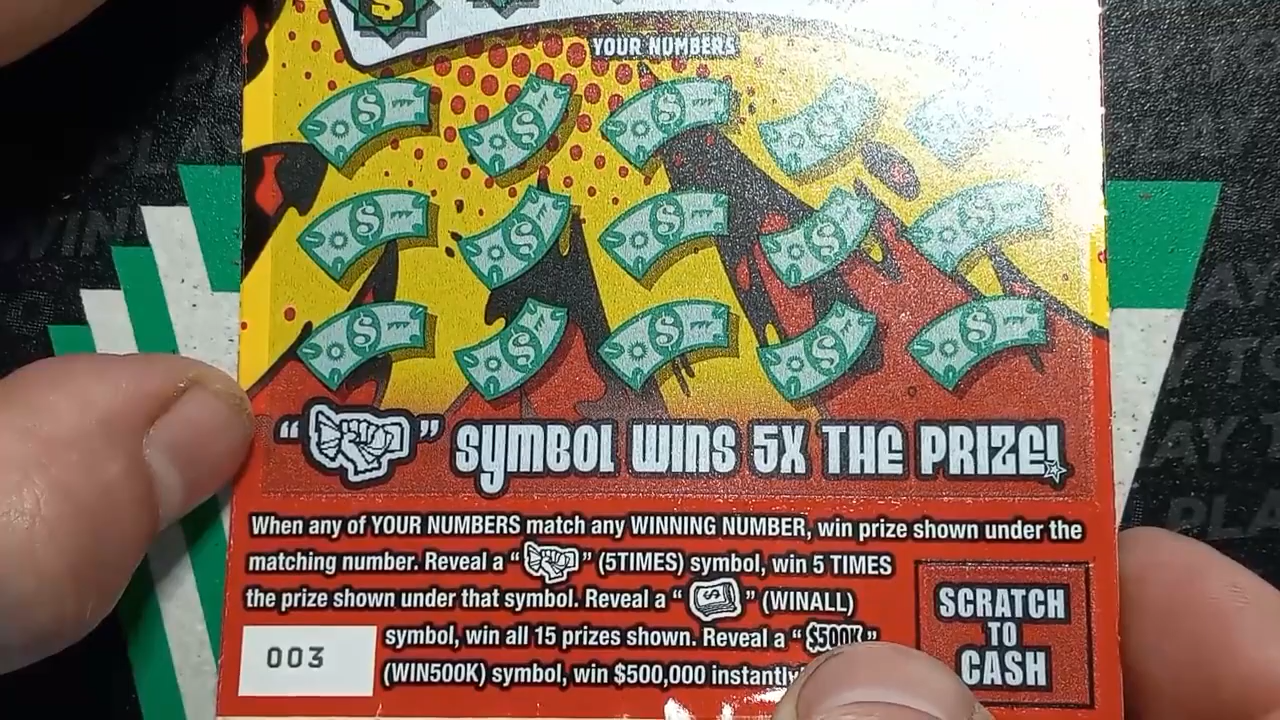 YOUR NUMBERS
“ ” SYMBOL WINS 5X THE PRIZE!
When any of YOUR NUMBERS match any WINNING NUMBER, win prize shown under the
matching number. Reveal a “ ” (5TIMES) symbol, win 5 TIMES
the prize shown under that symbol. Reveal a “ ” (WINALL)
symbol, win all 15 prizes shown. Reveal a “$500K”
(WIN500K) symbol, win $500,000 instantly
003
SCRATCH
TO
CASH